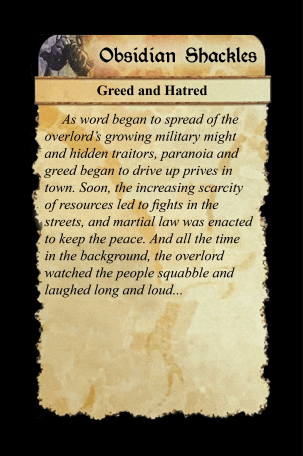 Obsidian Shackles
Greed and Hatred
As word began to spread of the
overlord's growing military might
and hidden traitors, paranoia and
greed began to drive up prives in
town. Soon, the increasing scarcity
of resources led to fights in the
streets, and martial law was enacted
to keep the peace. And all the time
in the background, the overlord
watched the people squabble and
laughed long and loud...